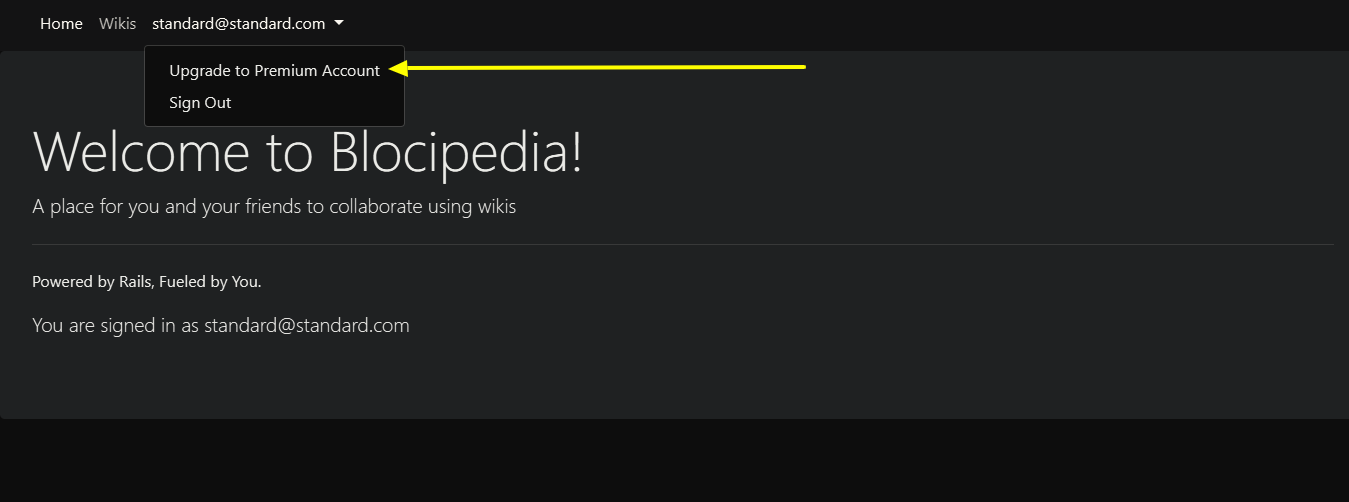 Home Wikis standard@standard.com
Upgrade to Premium Account
Sign Out
Welcome to Blocipedia!
A place for you and your friends to collaborate using wikis
Powered by Rails, Fueled by You.
You are signed in as standard@standard.com